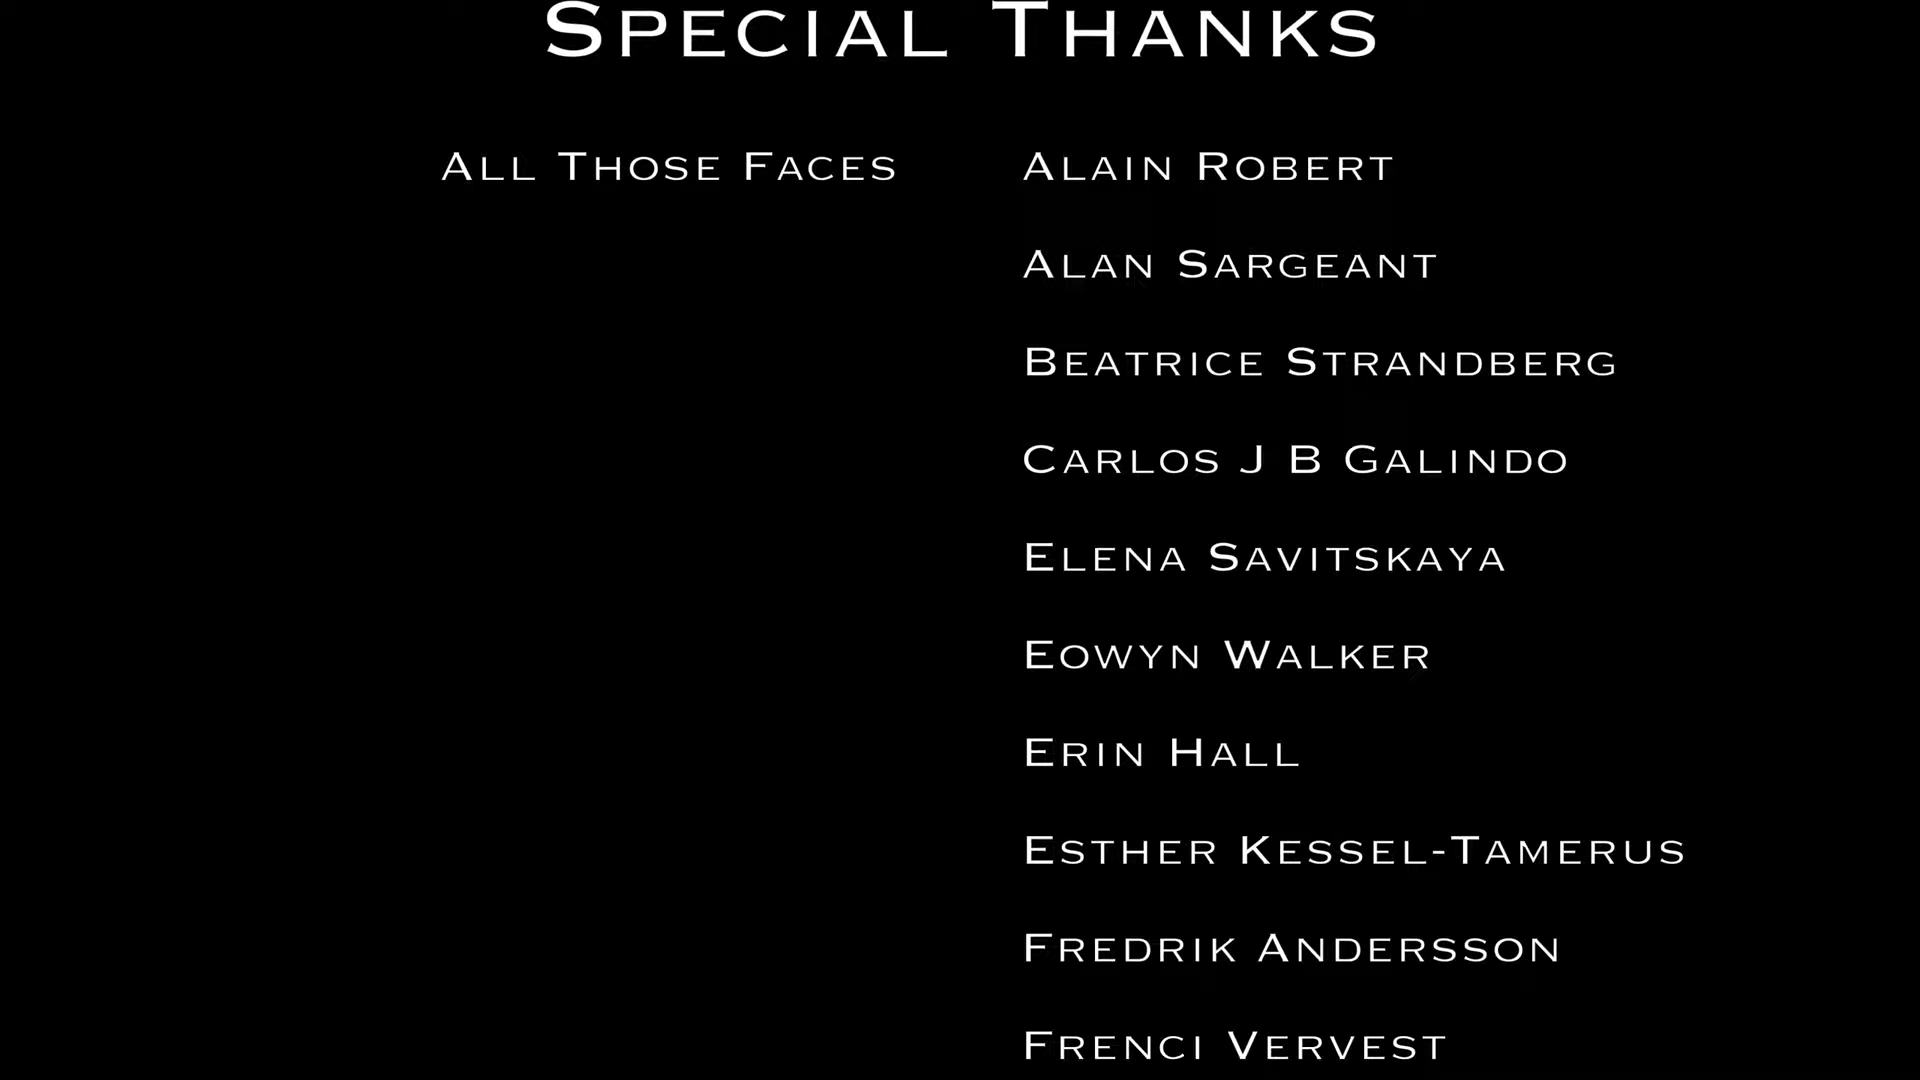 Special Thanks
All Those Faces Alain Robert
Alan Sargeant
Beatrice Strandberg
Carlos J B Galindo
Elena Savitskaya
Eowyn Walker
Erin Hall
Esther Kessel-Tamerus
Fredrik Andersson
Frenci Vervest